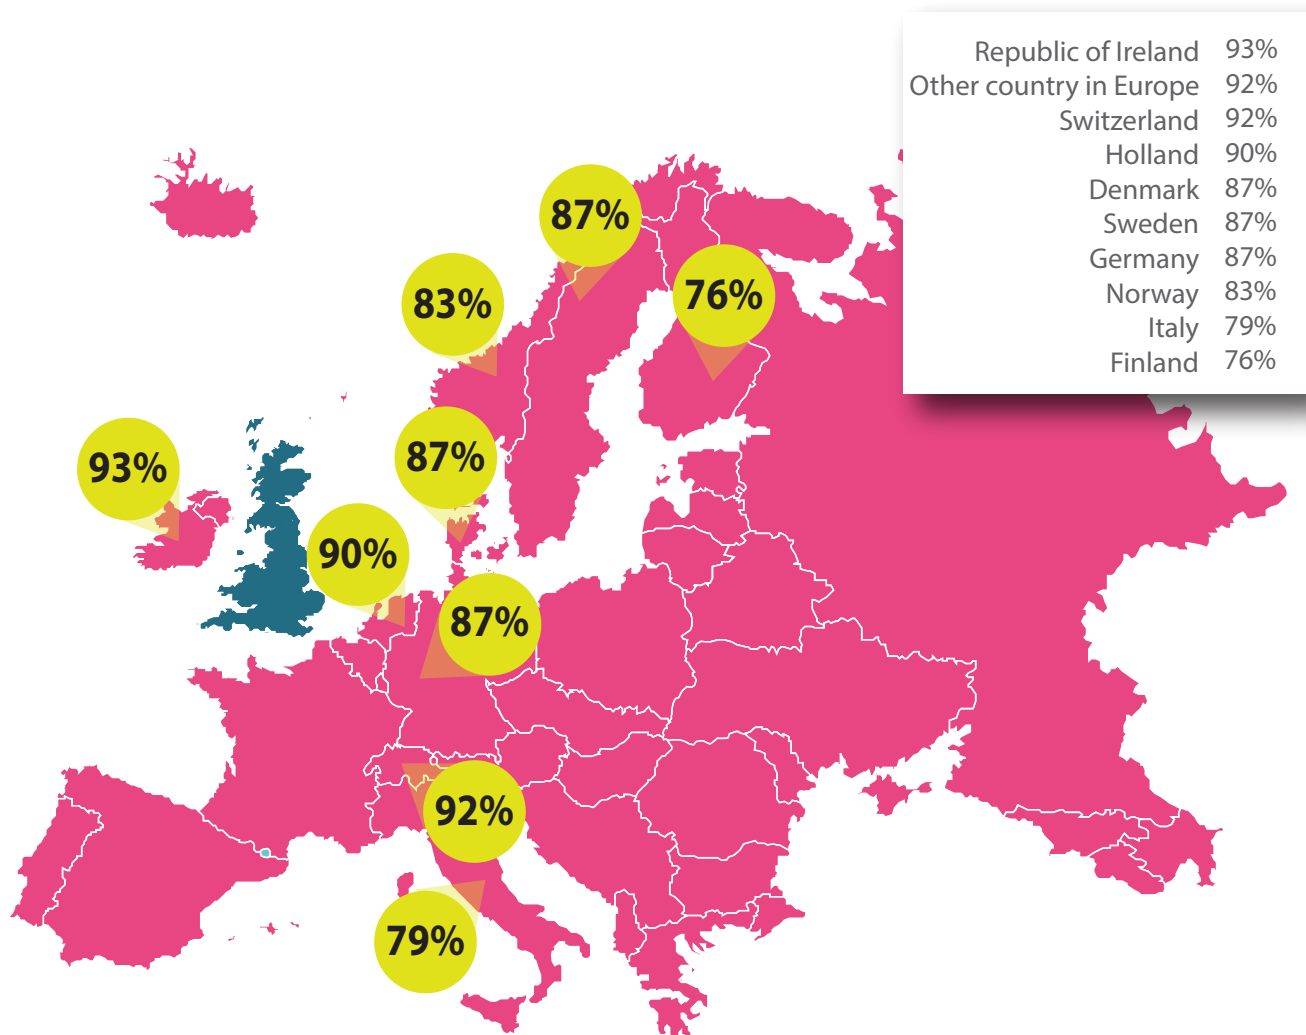 Republic of Ireland 93%
Other country in Europe 92%
Switzerland 92%
Holland 90%
Denmark 87%
Sweden 87%
Germany 87%
Norway 83%
Italy 79%
Finland 76%
87%
76%
83%
87%
93%
90%
87%
92%
79%